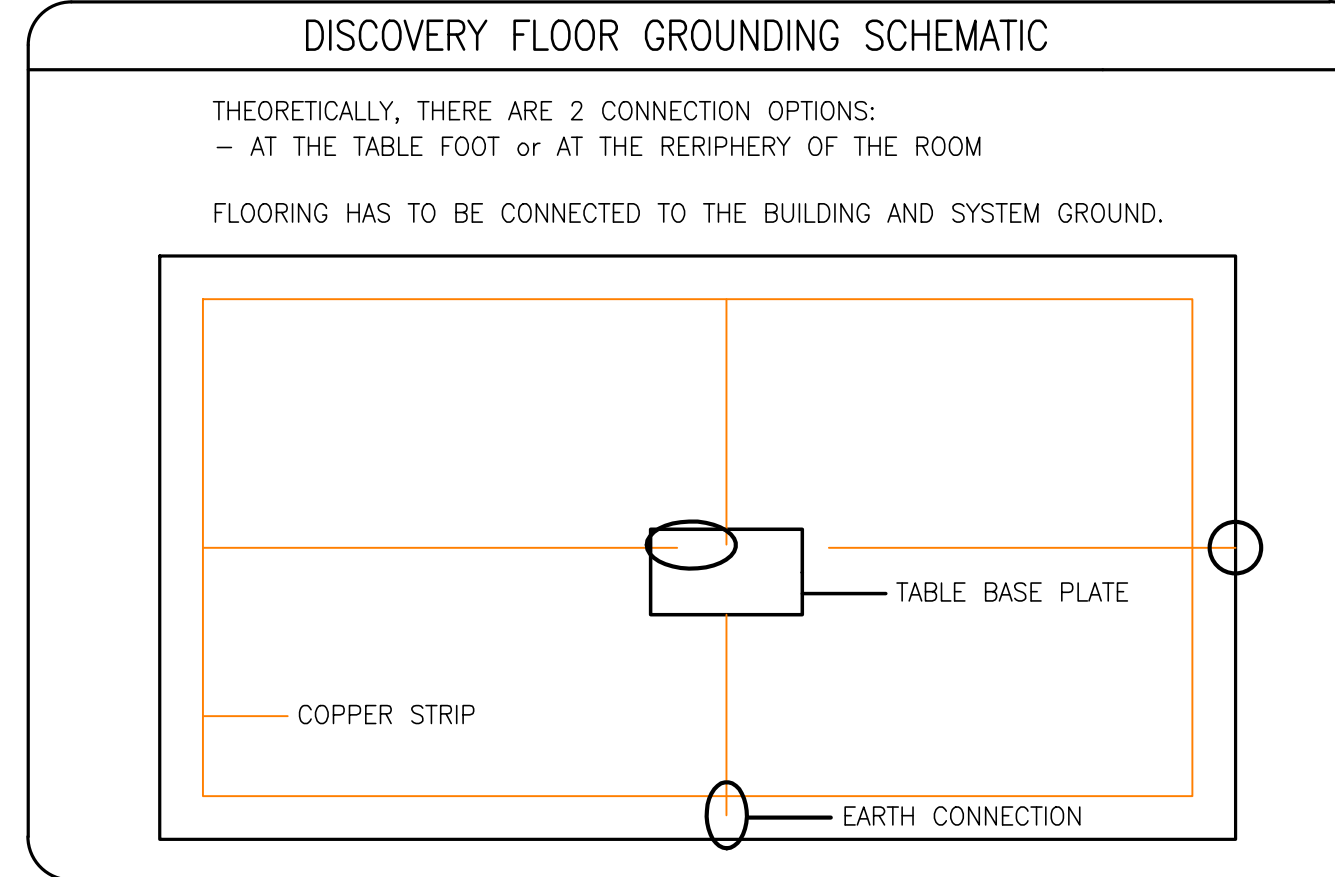 DISCOVERY FLOOR GROUNDING SCHEMATIC
THEORETICALLY, THERE ARE 2 CONNECTION OPTIONS:
– AT THE TABLE FOOT or AT THE RERIPHERY OF THE ROOM
FLOORING HAS TO BE CONNECTED TO THE BUILDING AND SYSTEM GROUND.
TABLE BASE PLATE
COPPER STRIP
EARTH CONNECTION